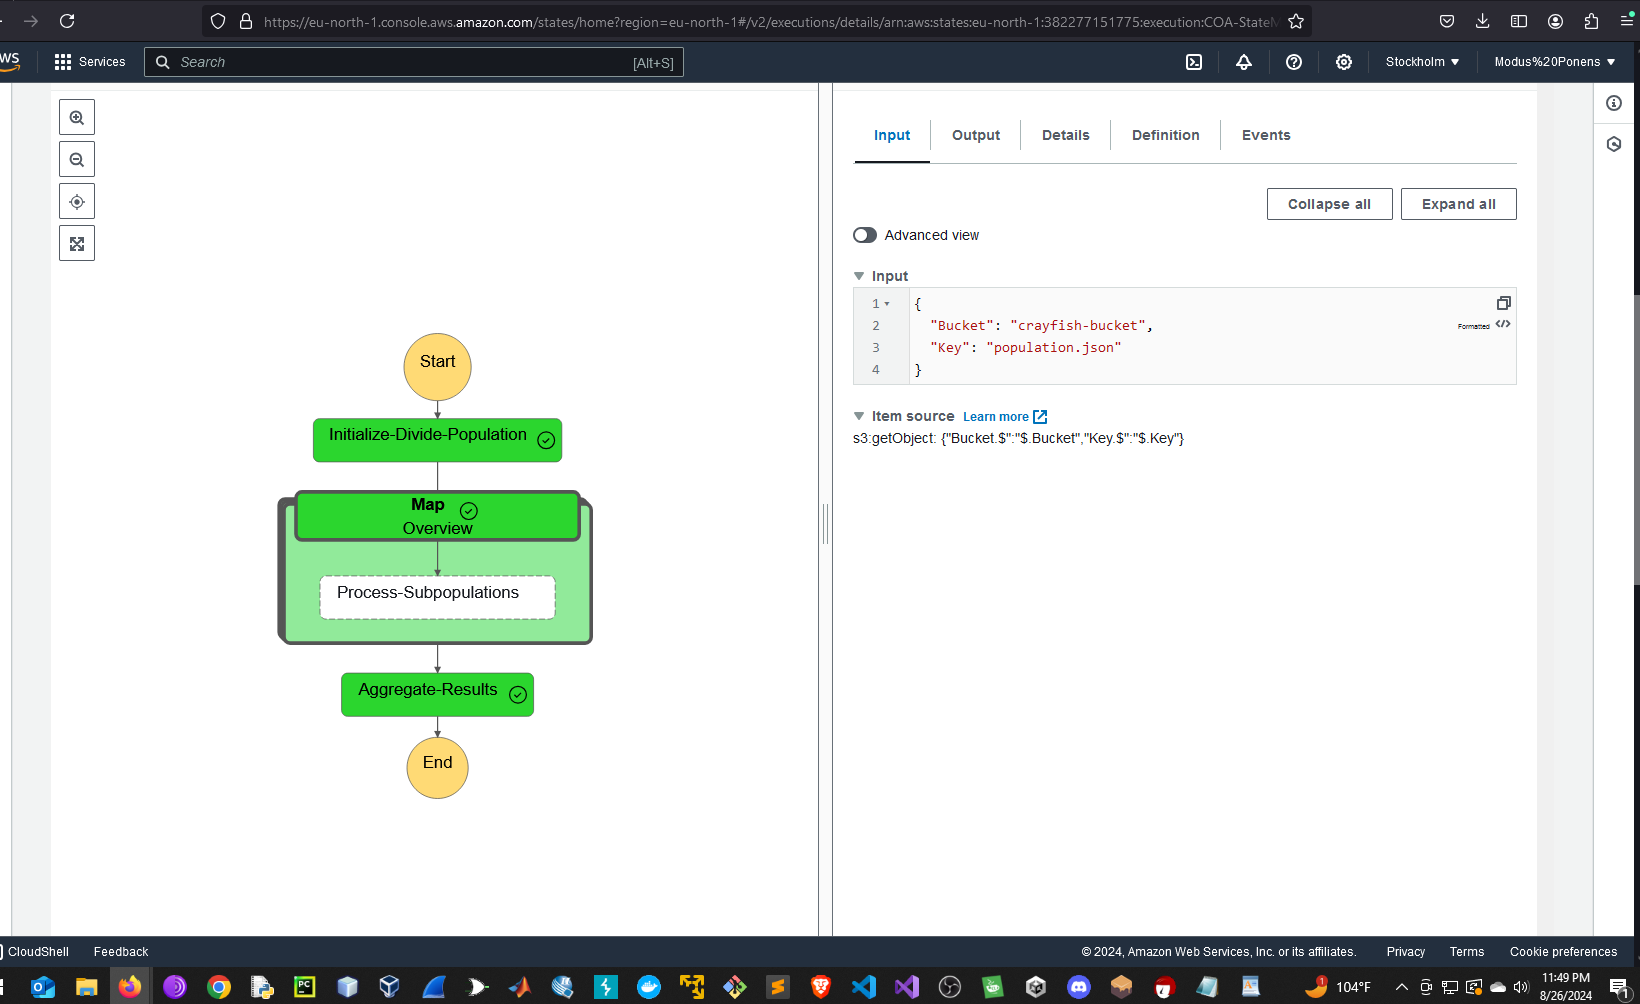 https://eu-north-1.console.aws.amazon.com/states/home?region=eu-north-1#/v2/executions/details/arn:aws:states:eu-north-1:382277151775:execution:COA-StateM
Services
Search
[Alt+S]
Stockholm ▼
Modus%20Ponens ▼
Input
Output
Details
Definition
Events
Collapse all
Expand all
Advanced view
Input
1
{
2
"Bucket": "crayfish-bucket",
Formatted
3
"Key": "population.json"
4
}
Item source Learn more
s3:getObject: {"Bucket.$":"$.Bucket","Key.$":"$.Key"}
Start
Initialize-Divide-Population
Map
Overview
Process-Subpopulations
Aggregate-Results
End
CloudShell
Feedback
© 2024, Amazon Web Services, Inc. or its affiliates.
Privacy
Terms
Cookie preferences
104°F
11:49 PM
8/26/2024
1